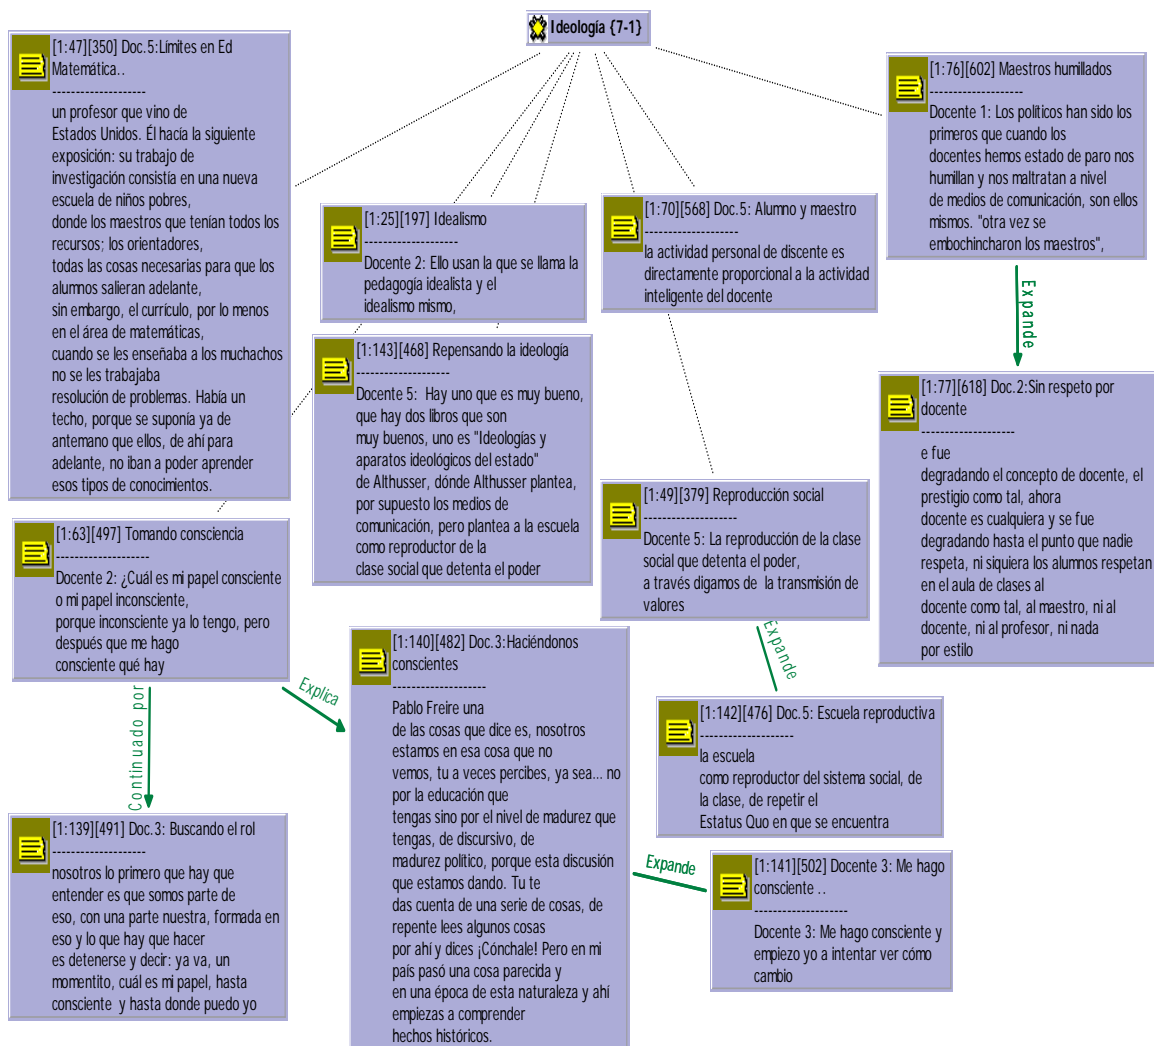 Ideología {7-1}
[1:47][350] Doc.5:Límites en Ed
Matemática..
--------------------
un profesor que vino de
Estados Unidos. Él hacía la siguiente
exposición: su trabajo de
investigación consistía en una nueva
escuela de niños pobres,
donde los maestros que tenían todos los
recursos; los orientadores,
todas las cosas necesarias para que los
alumnos salieran adelante,
sin embargo, el currículo, por lo menos
en el área de matemáticas,
cuando se les enseñaba a los muchachos
no se les trabajaba
resolución de problemas. Había un
techo, porque se suponía ya de
antemano que ellos, de ahí para
adelante, no iban a poder aprender
esos tipos de conocimientos.
[1:25][197] Idealismo
--------------------
Docente 2: Ello usan la que se llama la
pedagogía idealista y el
idealismo mismo,
[1:70][568] Doc.5: Alumno y maestro
--------------------
la actividad personal de discente es
directamente proporcional a la actividad
inteligente del docente
[1:76][602] Maestros humillados
--------------------
Docente 1: Los políticos han sido los
primeros que cuando los
docentes hemos estado de paro nos
humillan y nos maltratan a nivel
de medios de comunicación, son ellos
mismos. "otra vez se
embochincharon los maestros",
Expande
[1:77][618] Doc.2:Sin respeto por
docente
--------------------
e fue
degradando el concepto de docente, el
prestigio como tal, ahora
docente es cualquiera y se fue
degradando hasta el punto que nadie
respeta, ni siquiera los alumnos respetan
en el aula de clases al
docente como tal, al maestro, ni al
docente, ni al profesor, ni nada
por estilo
[1:143][468] Repensando la ideología
--------------------
Docente 5:  Hay uno que es muy bueno,
que hay dos libros que son
muy buenos, uno es "Ideologías y
aparatos ideológicos del estado"
de Althusser, dónde Althusser plantea,
por supuesto los medios de
comunicación, pero plantea a la escuela
como reproductor de la
clase social que detenta el poder
[1:49][379] Reproducción social
--------------------
Docente 5: La reproducción de la clase
social que detenta el poder,
a través digamos de  la transmisión de
valores
Expande
[1:142][476] Doc.5: Escuela reproductiva
--------------------
la escuela
como reproductor del sistema social, de
la clase, de repetir el
Estatus Quo en que se encuentra
[1:63][497] Tomando consciencia
--------------------
Docente 2: ¿Cuál es mi papel consciente
o mi papel inconsciente,
porque inconsciente ya lo tengo, pero
después que me hago
consciente qué hay
Explica
Continuado por
[1:140][482] Doc.3:Haciéndonos
conscientes
--------------------
Pablo Freire una
de las cosas que dice es, nosotros
estamos en esa cosa que no
vemos, tu a veces percibes, ya sea... no
por la educación que
tengas sino por el nivel de madurez que
tengas, de discursivo, de
madurez político, porque esta discusión
que estamos dando. Tu te
das cuenta de una serie de cosas, de
repente lees algunos cosas
por ahí y dices ¡Cónchale! Pero en mi
país pasó una cosa parecida y
en una época de esta naturaleza y ahí
empiezas a comprender
hechos históricos.
[1:139][491] Doc.3: Buscando el rol
--------------------
nosotros lo primero que hay que
entender es que somos parte de
eso, con una parte nuestra, formada en
eso y lo que hay que hacer
es detenerse y decir: ya va, un
momentito, cuál es mi papel, hasta
consciente  y hasta donde puedo yo
Expande
[1:141][502] Docente 3: Me hago
consciente ..
--------------------
Docente 3: Me hago consciente y
empiezo yo a intentar ver cómo
cambio